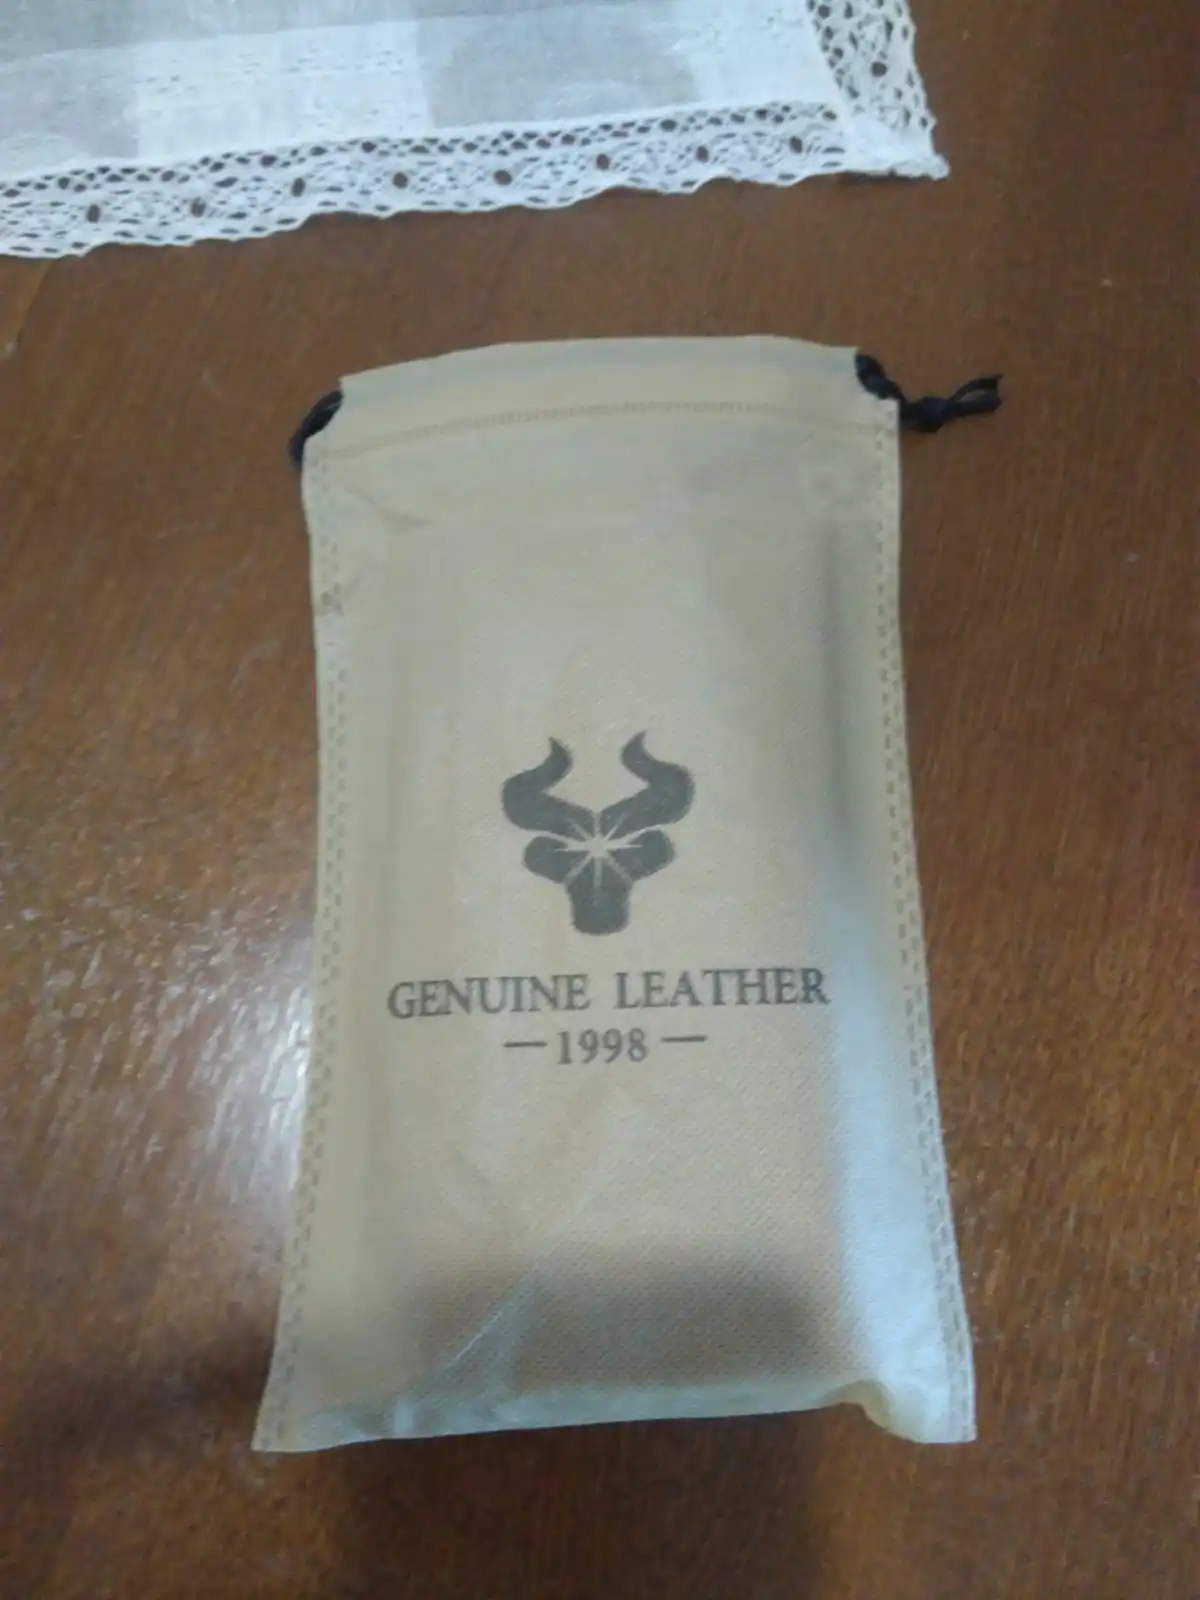 GENUINE LEATHER
— 1998 —